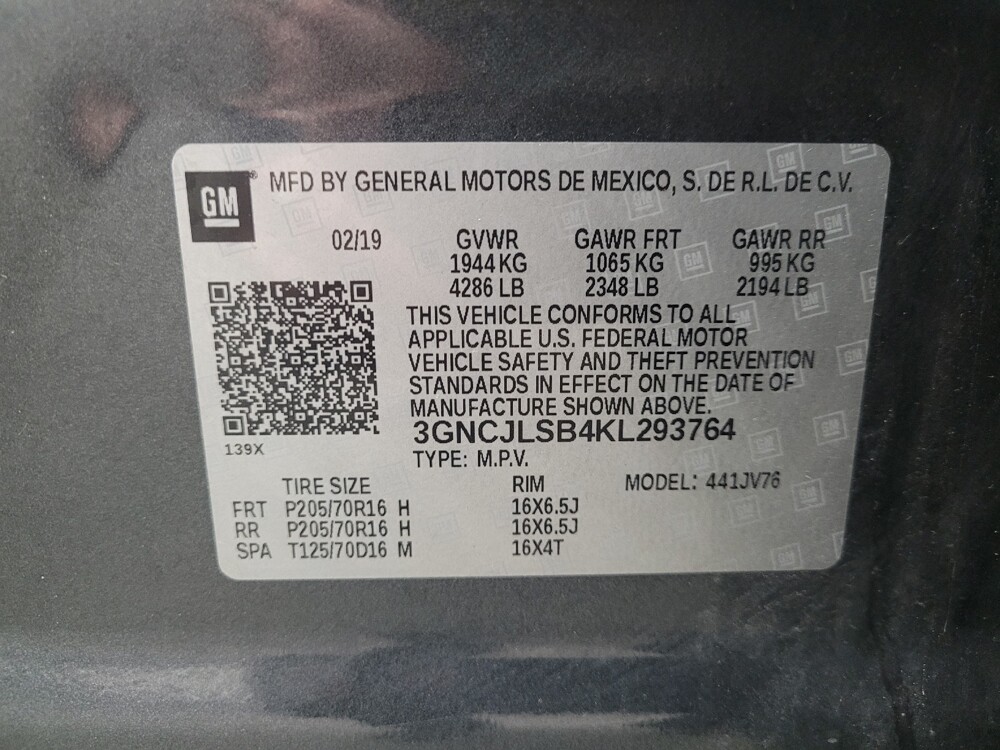 GM
MFD BY GENERAL MOTORS DE MEXICO, S. DE R.L. DE C.V.
02/19 GVWR GAWR FRT GAWR RR
1944 KG 1065 KG 995 KG
4286 LB 2348 LB 2194 LB
THIS VEHICLE CONFORMS TO ALL
APPLICABLE U.S. FEDERAL MOTOR
VEHICLE SAFETY AND THEFT PREVENTION
STANDARDS IN EFFECT ON THE DATE OF
MANUFACTURE SHOWN ABOVE.
139X
3GNCJLSB4KL293764
TYPE: M.P.V.
TIRE SIZE RIM MODEL: 441JV76
FRT P205/70R16 H 16X6.5J
RR P205/70R16 H 16X6.5J
SPA T125/70D16 M 16X4T